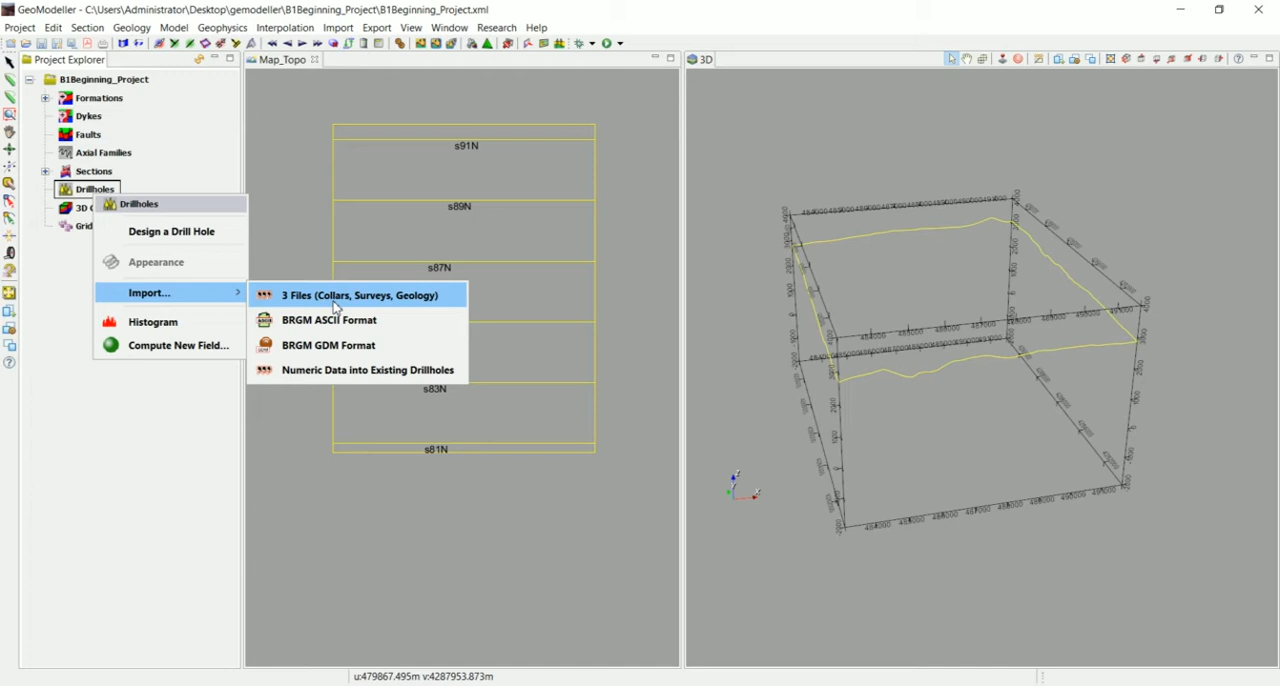 GeoModeller - C:\Users\Administrator\Desktop\gemodeller\B1Beginning_Project\B1Beginning_Project.xml
Project Edit Section Geology Model Geophysics Interpolation Import Export View Window Research Help
Project Explorer
Map_Topo
3D
B1Beginning_Project
Formations
Dykes
Faults
Axial Families
Sections
Drillholes
3D
Grid
Drillholes
Design a Drill Hole
Appearance
Import...
Histogram
Compute New Field...
3 Files (Collars, Surveys, Geology)
BRGM ASCII Format
BRGM GDM Format
Numeric Data into Existing Drillholes
s91N
s89N
s87N
s83N
s81N
u:479867.495m v:4287953.873m